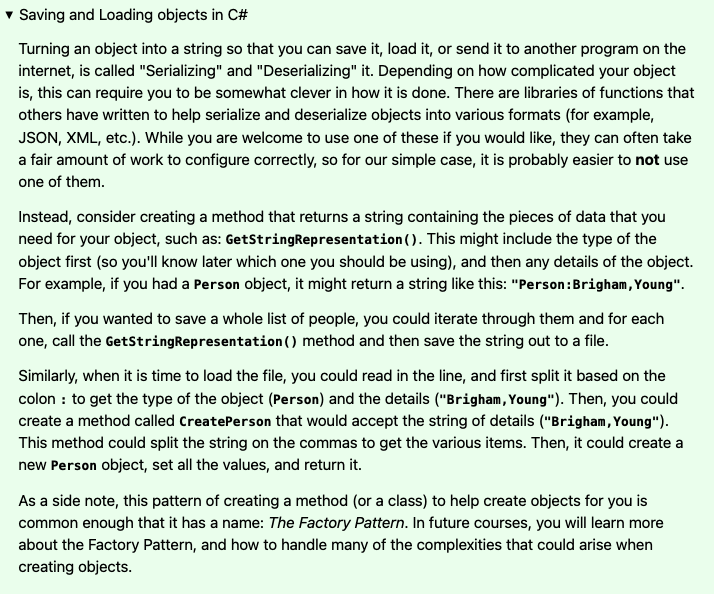 ▼ Saving and Loading objects in C#
Turning an object into a string so that you can save it, load it, or send it to another program on the
internet, is called "Serializing" and "Deserializing" it. Depending on how complicated your object
is, this can require you to be somewhat clever in how it is done. There are libraries of functions that
others have written to help serialize and deserialize objects into various formats (for example,
JSON, XML, etc.). While you are welcome to use one of these if you would like, they can often take
a fair amount of work to configure correctly, so for our simple case, it is probably easier to not use
one of them.
Instead, consider creating a method that returns a string containing the pieces of data that you
need for your object, such as: GetStringRepresentation(). This might include the type of the
object first (so you'll know later which one you should be using), and then any details of the object.
For example, if you had a Person object, it might return a string like this: "Person:Brigham,Young".
Then, if you wanted to save a whole list of people, you could iterate through them and for each
one, call the GetStringRepresentation() method and then save the string out to a file.
Similarly, when it is time to load the file, you could read in the line, and first split it based on the
colon : to get the type of the object (Person) and the details ("Brigham,Young"). Then, you could
create a method called CreatePerson that would accept the string of details ("Brigham,Young").
This method could split the string on the commas to get the various items. Then, it could create a
new Person object, set all the values, and return it.
As a side note, this pattern of creating a method (or a class) to help create objects for you is
common enough that it has a name: The Factory Pattern. In future courses, you will learn more
about the Factory Pattern, and how to handle many of the complexities that could arise when
creating objects.